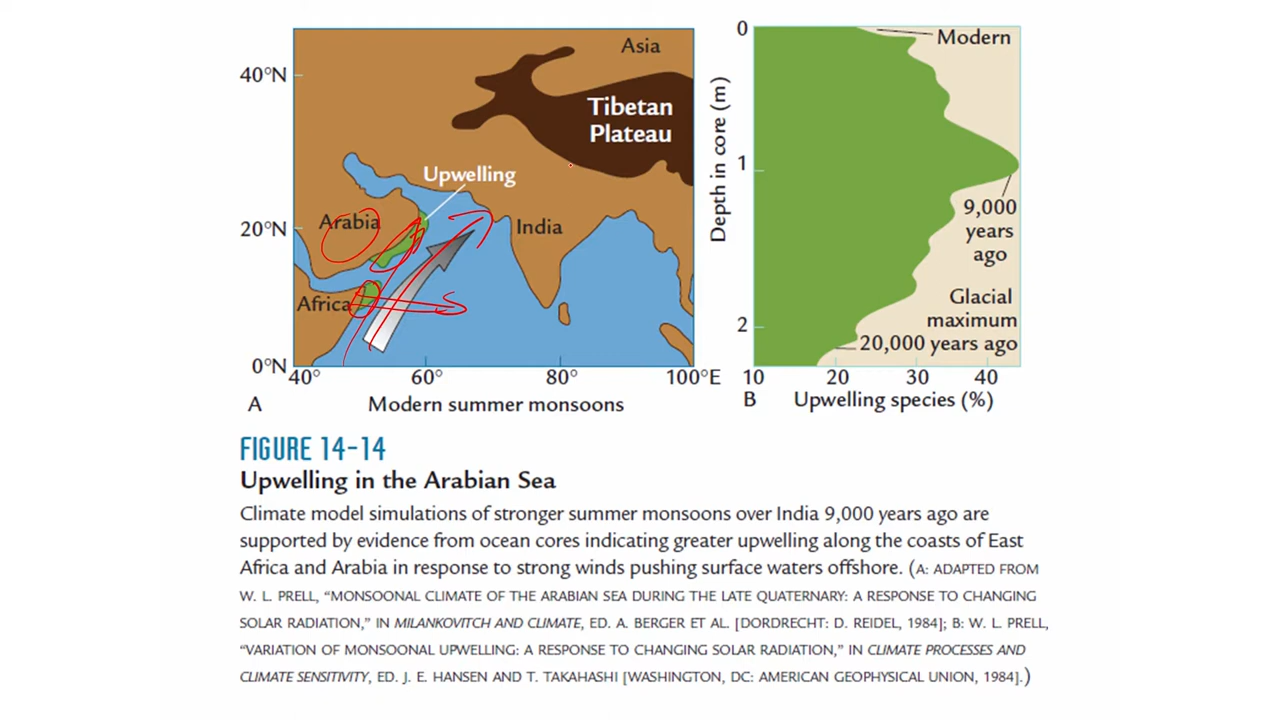 Asia
40°N
Tibetan
Plateau
Upwelling
Arabia
20°N
India
Africa
0°N
40°
60°
80°
100°E
A
Modern summer monsoons
0
Modern
Depth in core (m)
1
9,000
years
ago
Glacial
maximum
2
20,000 years ago
10
20
30
40
B
Upwelling species (%)
FIGURE 14–14
Upwelling in the Arabian Sea
Climate model simulations of stronger summer monsoons over India 9,000 years ago are
supported by evidence from ocean cores indicating greater upwelling along the coasts of East
Africa and Arabia in response to strong winds pushing surface waters offshore. (A: ADAPTED FROM
W. L. PRELL, “MONSOONAL CLIMATE OF THE ARABIAN SEA DURING THE LATE QUATERNARY: A RESPONSE TO CHANGING
SOLAR RADIATION,” IN MILANKOVITCH AND CLIMATE, ED. A. BERGER ET AL. [DORDRECHT: D. REIDEL, 1984]; B: W. L. PRELL,
“VARIATION OF MONSOONAL UPWELLING: A RESPONSE TO CHANGING SOLAR RADIATION,” IN CLIMATE PROCESSES AND
CLIMATE SENSITIVITY, ED. J. E. HANSEN AND T. TAKAHASHI [WASHINGTON, DC: AMERICAN GEOPHYSICAL UNION, 1984].)